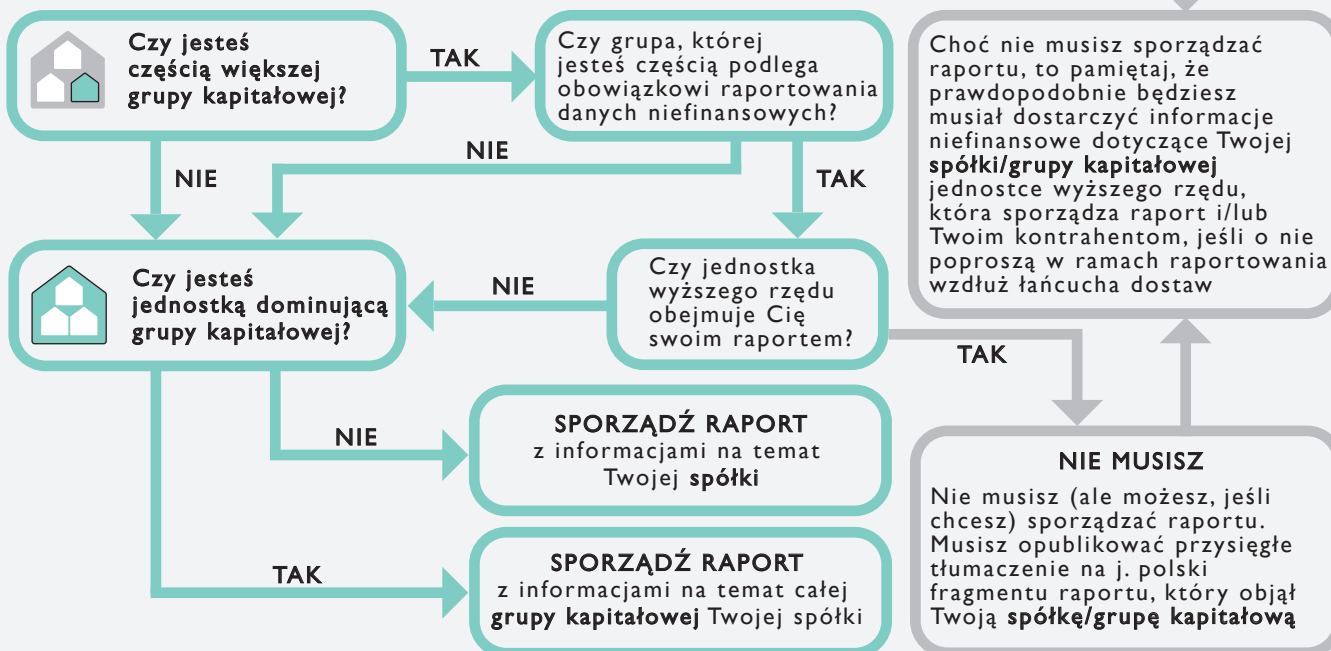 Czy jesteś
częścią większej
grupy kapitałowej?
TAK
Czy grupa, której
jesteś częścią podlega
obowiązkowi raportowania
danych niefinansowych?
NIE
NIE
TAK
Czy jesteś
jednostką dominującą
grupy kapitałowej?
NIE
Czy jednostka
wyższego rzędu
obejmuje Cię
swoim raportem?
TAK
Choć nie musisz sporządzać
raportu, to pamiętaj, że
prawdopodobnie będziesz
musiał dostarczyć informacje
niefinansowe dotyczące Twojej
spółki/grupy kapitałowej
jednostce wyższego rzędu,
która sporządza raport i/lub
Twoim kontrahentom, jeśli o nie
poproszą w ramach raportowania
wzdłuż łańcucha dostaw
NIE
SPORZĄDŹ RAPORT
z informacjami na temat
Twojej spółki
TAK
SPORZĄDŹ RAPORT
z informacjami na temat całej
grupy kapitałowej Twojej spółki
NIE MUSISZ
Nie musisz (ale możesz, jeśli
chcesz) sporządzać raportu.
Musisz opublikować przysięgłe
tłumaczenie na j. polski
fragmentu raportu, który objął
Twoją spółkę/grupę kapitałową